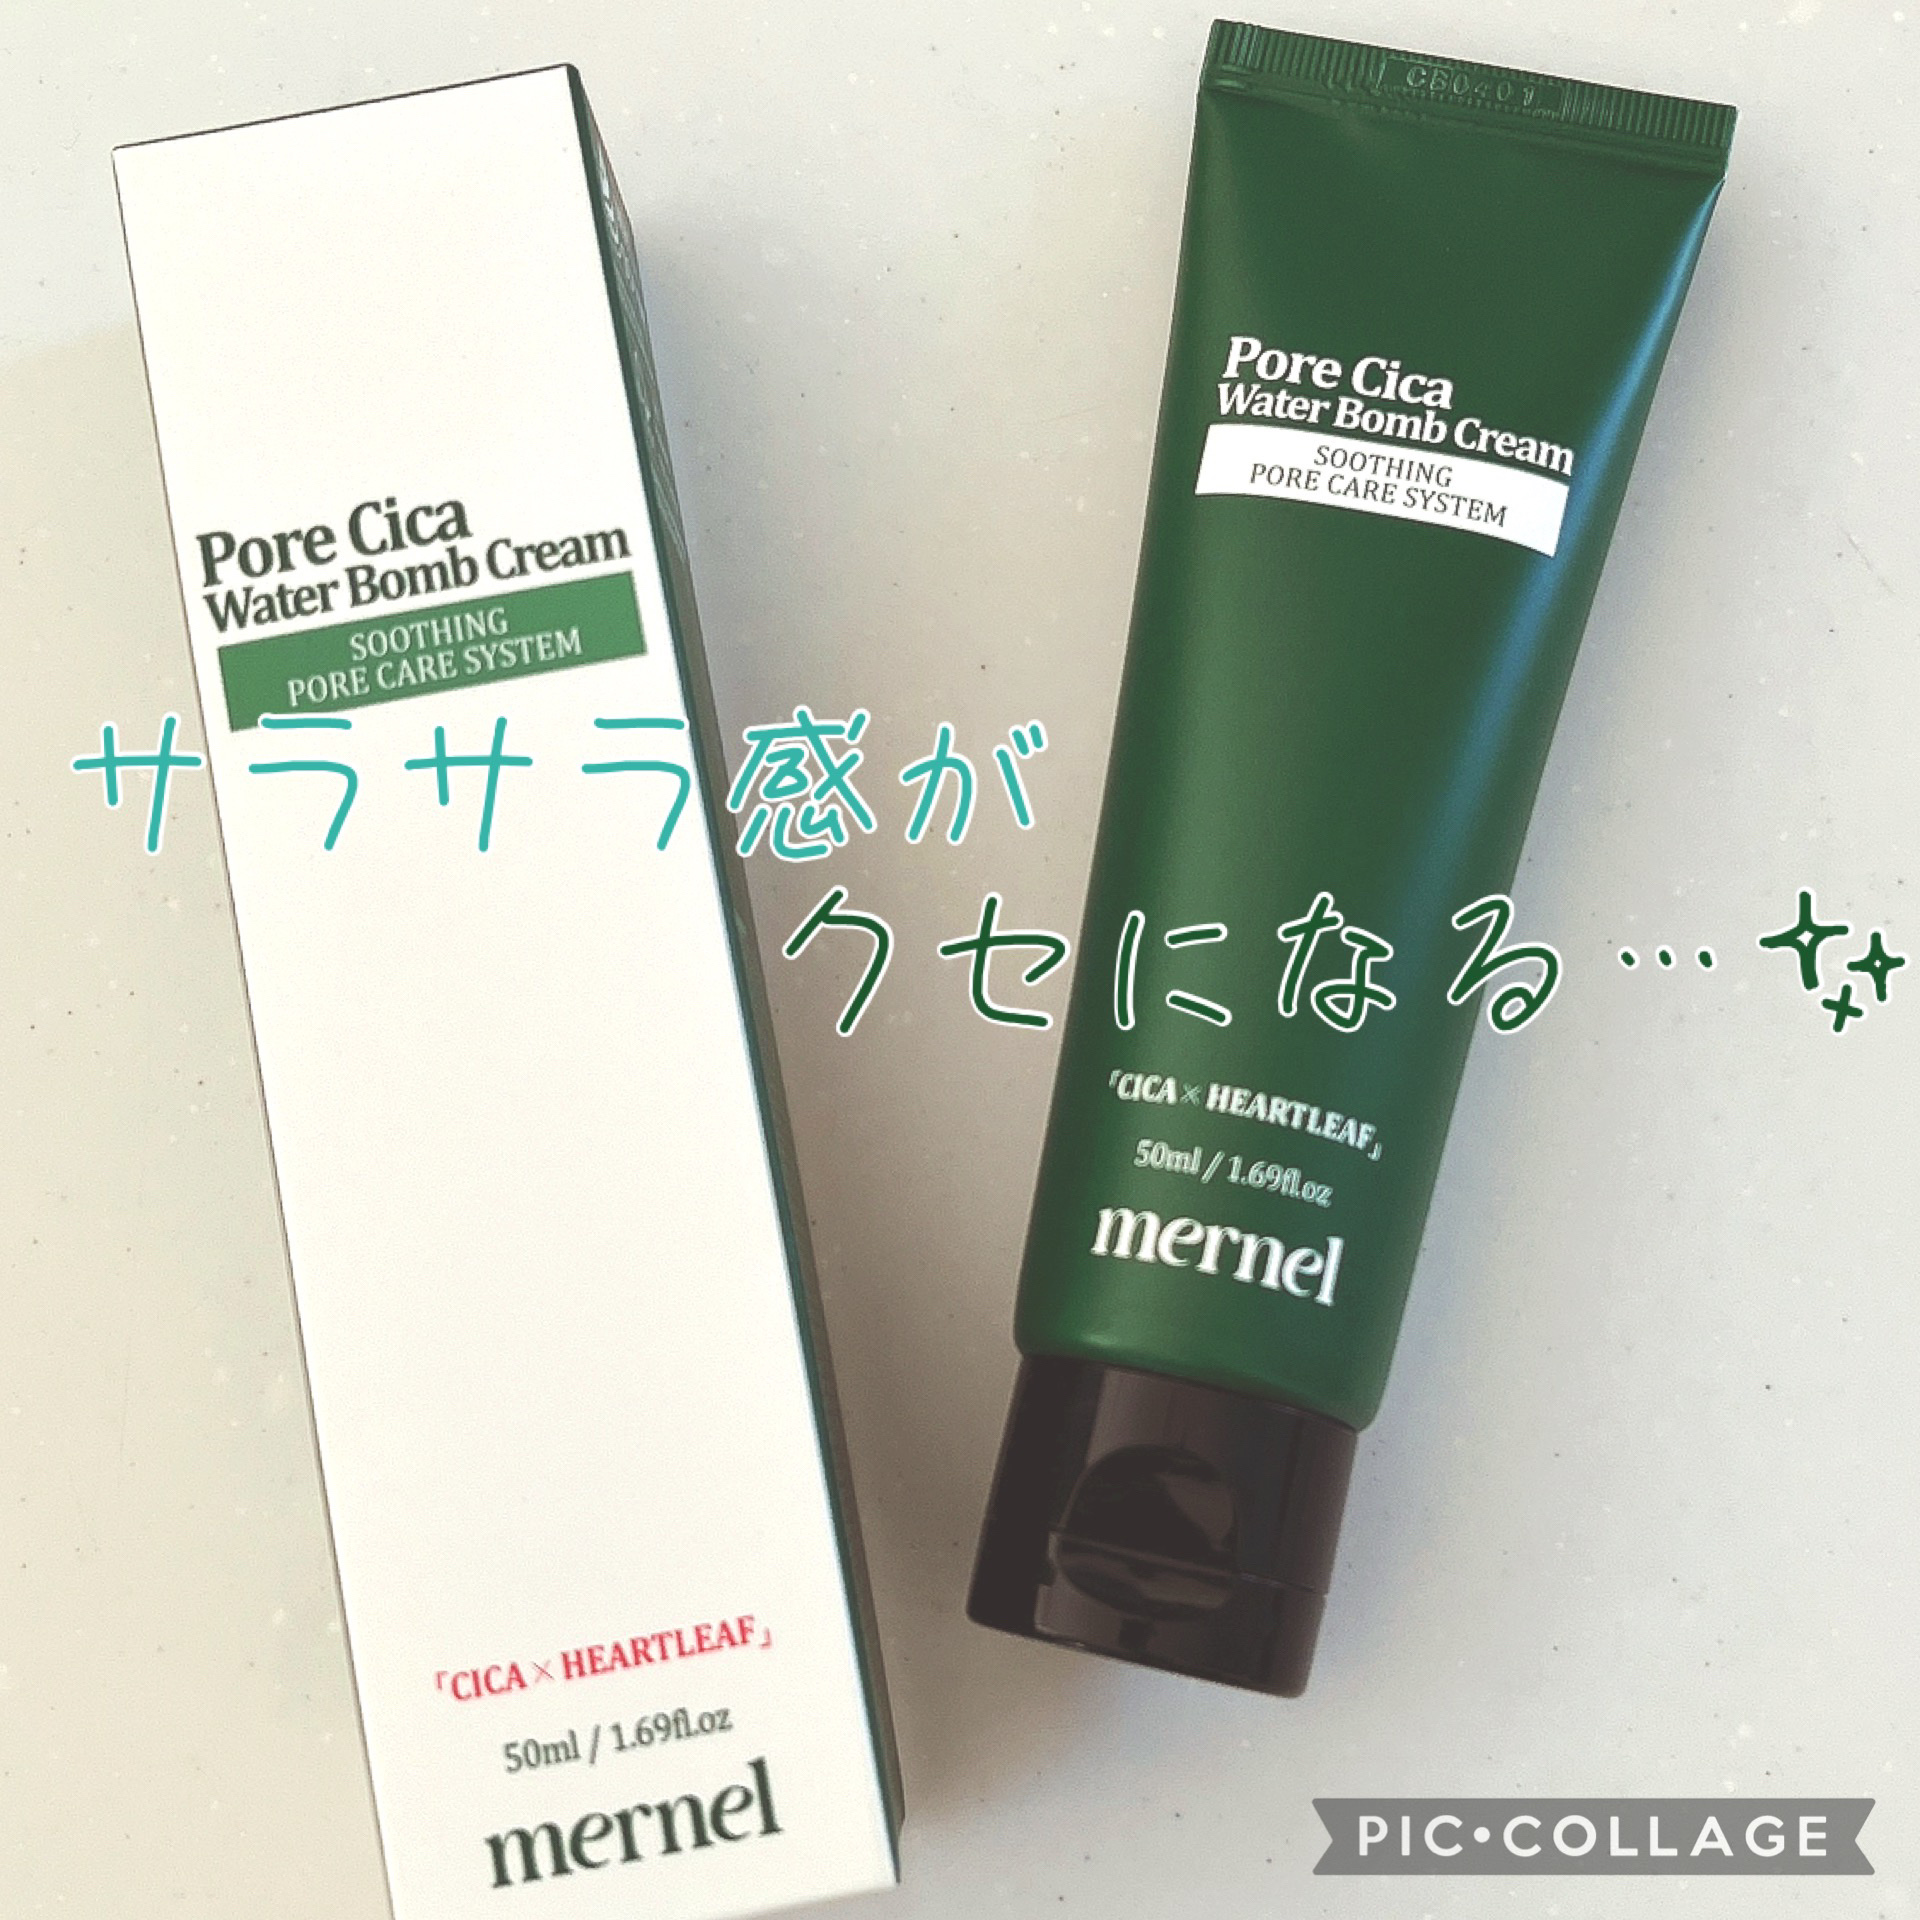 Pore Cica
Water Bomb Cream
SOOTHING
PORE CARE SYSTEM
「CICA×HEARTLEAF」
50ml / 1.69fl.oz
mernel
CB0401
Pore Cica
Water Bomb Cream
SOOTHING
PORE CARE SYSTEM
「CICA×HEARTLEAF」
50ml / 1.69fl.oz
mernel
サラサラ感が
クセになる…
PIC•COLLAGE